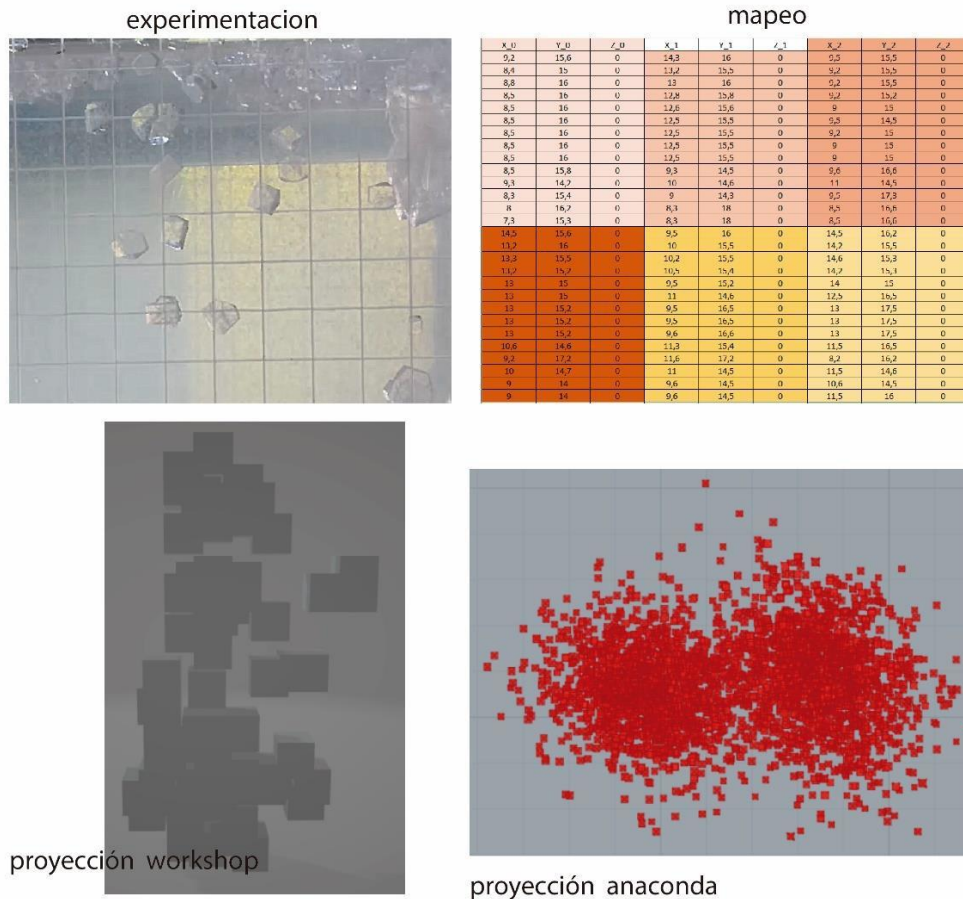 experimentacion
mapeo
X_0 Y_0 Z_0 X_1 Y_1 Z_1 X_2 Y_2 Z_2
9,2 15,6 0 14,3 16 0 9,5 15,5 0
8,4 15 0 13,2 15,5 0 9,2 15,5 0
8,8 16 0 13 16 0 9,2 15,5 0
8,5 16 0 12,8 15,8 0 9,2 15,2 0
8,5 16 0 12,6 15,6 0 9 15 0
8,5 16 0 12,5 15,5 0 9,5 14,5 0
8,5 16 0 12,5 15,5 0 9,2 15 0
8,5 16 0 12,5 15,5 0 9 15 0
8,5 16 0 12,5 15,5 0 9 15 0
8,5 15,8 0 9,3 14,5 0 9,6 16,6 0
9,3 14,2 0 10 14,6 0 11 14,5 0
8,3 15,4 0 9 14,3 0 9,5 17,3 0
8 16,2 0 8,3 18 0 8,5 16,6 0
7,3 15,3 0 8,3 18 0 8,5 16,6 0
14,5 15,6 0 9,5 16 0 14,5 16,2 0
13,2 16 0 10 15,5 0 14,2 15,5 0
13,3 15,5 0 10,2 15,5 0 14,6 15,3 0
13,2 15,2 0 10,5 15,4 0 14,2 15,3 0
13 15 0 9,5 15,2 0 14 15 0
13 15 0 11 14,6 0 12,5 16,5 0
13 15,2 0 9,5 16,5 0 13 17,5 0
13 15,2 0 9,5 16,5 0 13 17,5 0
13 15,2 0 9,6 16,6 0 13 17,5 0
10,6 14,6 0 11,3 15,4 0 11,5 16,5 0
9,2 17,2 0 11,6 17,2 0 8,2 16,2 0
10 14,7 0 11 14,5 0 11,5 14,6 0
9 14 0 9,6 14,5 0 10,6 14,5 0
9 14 0 9,6 14,5 0 11,5 16 0
proyección workshop
proyección anaconda